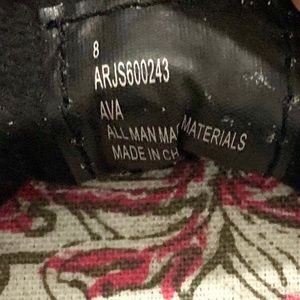 8
ARJS600243
AVA
ALL MAN MA MATERIALS
MADE IN CH